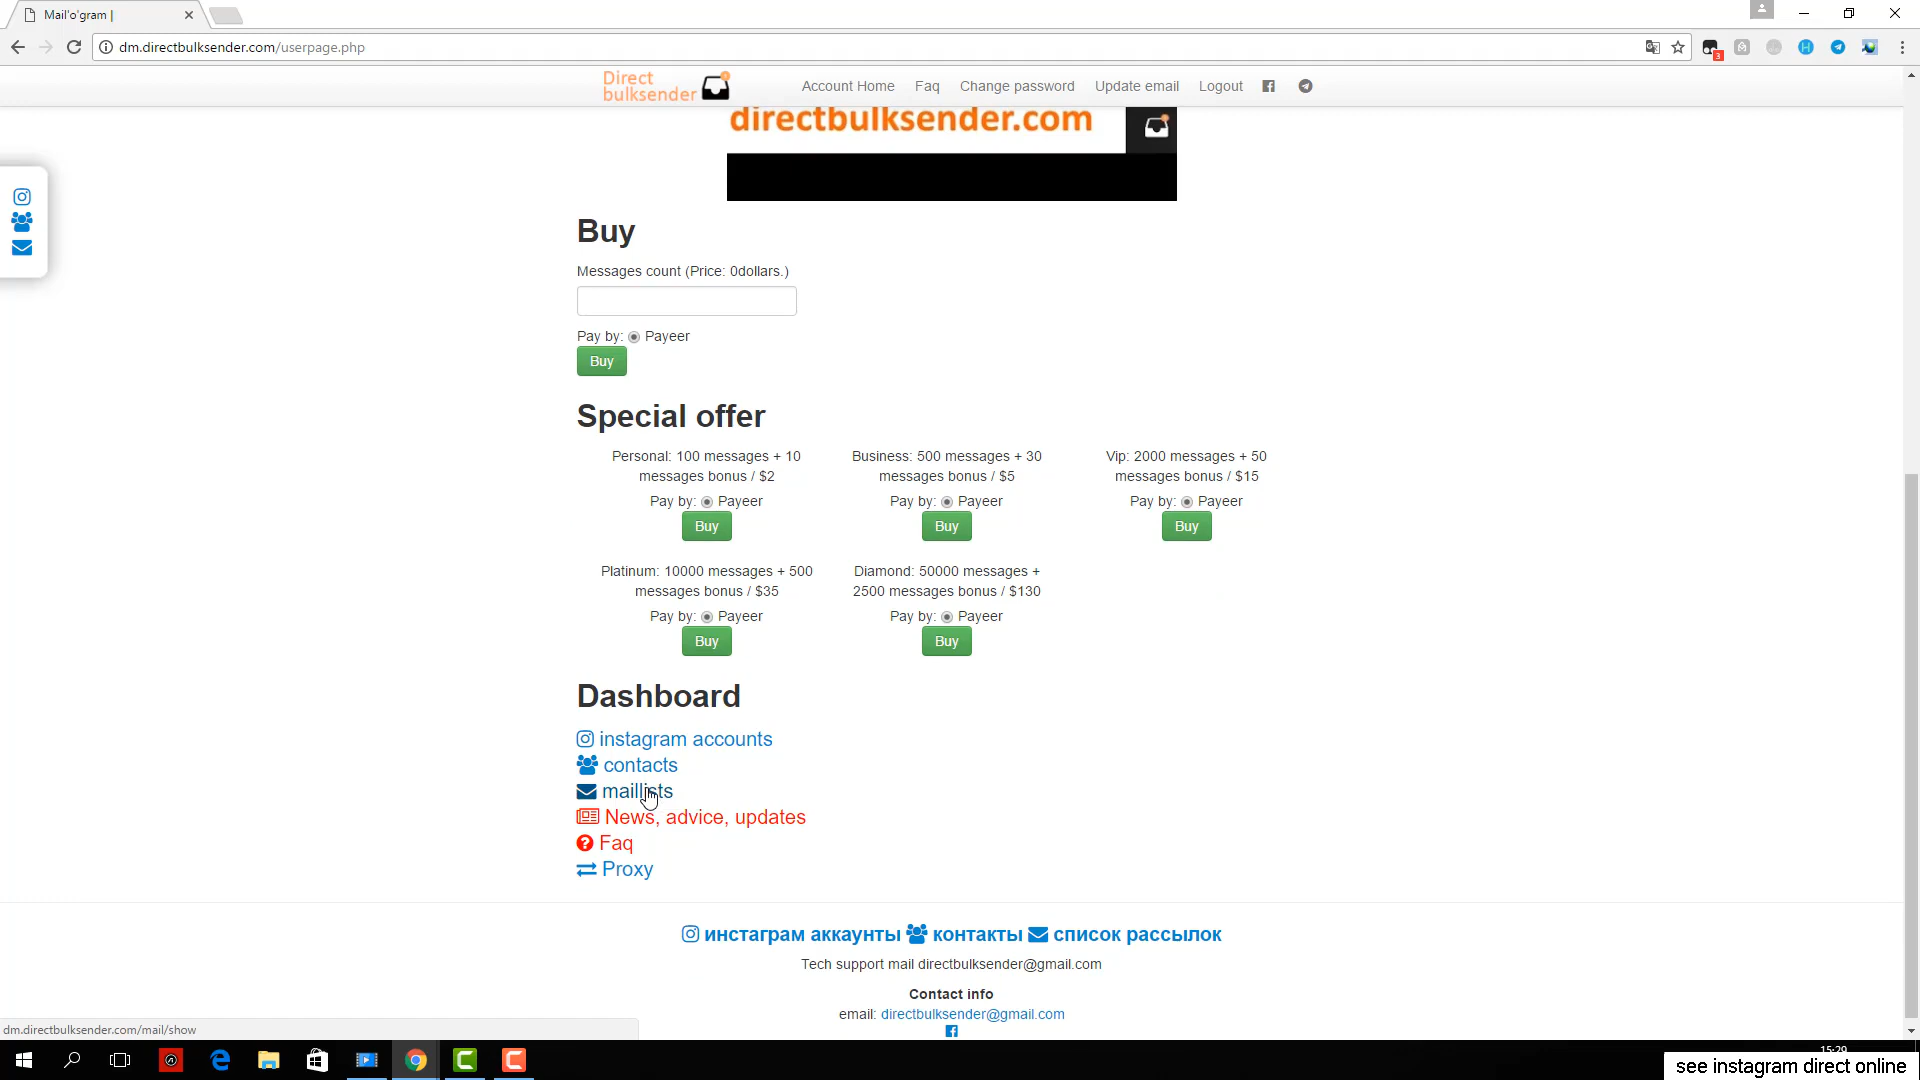 Mail'o'gram |
dm.directbulksender.com/userpage.php
3
Direct
bulksender
Account Home Faq Change password Update email Logout
directbulksender.com
Buy
Messages count (Price: 0dollars.)
Pay by: Payeer
Buy
Special offer
Personal: 100 messages + 10
messages bonus / $2
Pay by: Payeer
Buy
Business: 500 messages + 30
messages bonus / $5
Pay by: Payeer
Buy
Vip: 2000 messages + 50
messages bonus / $15
Pay by: Payeer
Buy
Platinum: 10000 messages + 500
messages bonus / $35
Pay by: Payeer
Buy
Diamond: 50000 messages +
2500 messages bonus / $130
Pay by: Payeer
Buy
Dashboard
instagram accounts
contacts
maillists
News, advice, updates
Faq
Proxy
инстаграм аккаунты контакты список рассылок
Tech support mail directbulksender@gmail.com
Contact info
email: directbulksender@gmail.com
dm.directbulksender.com/mail/show
15:29
see instagram direct online